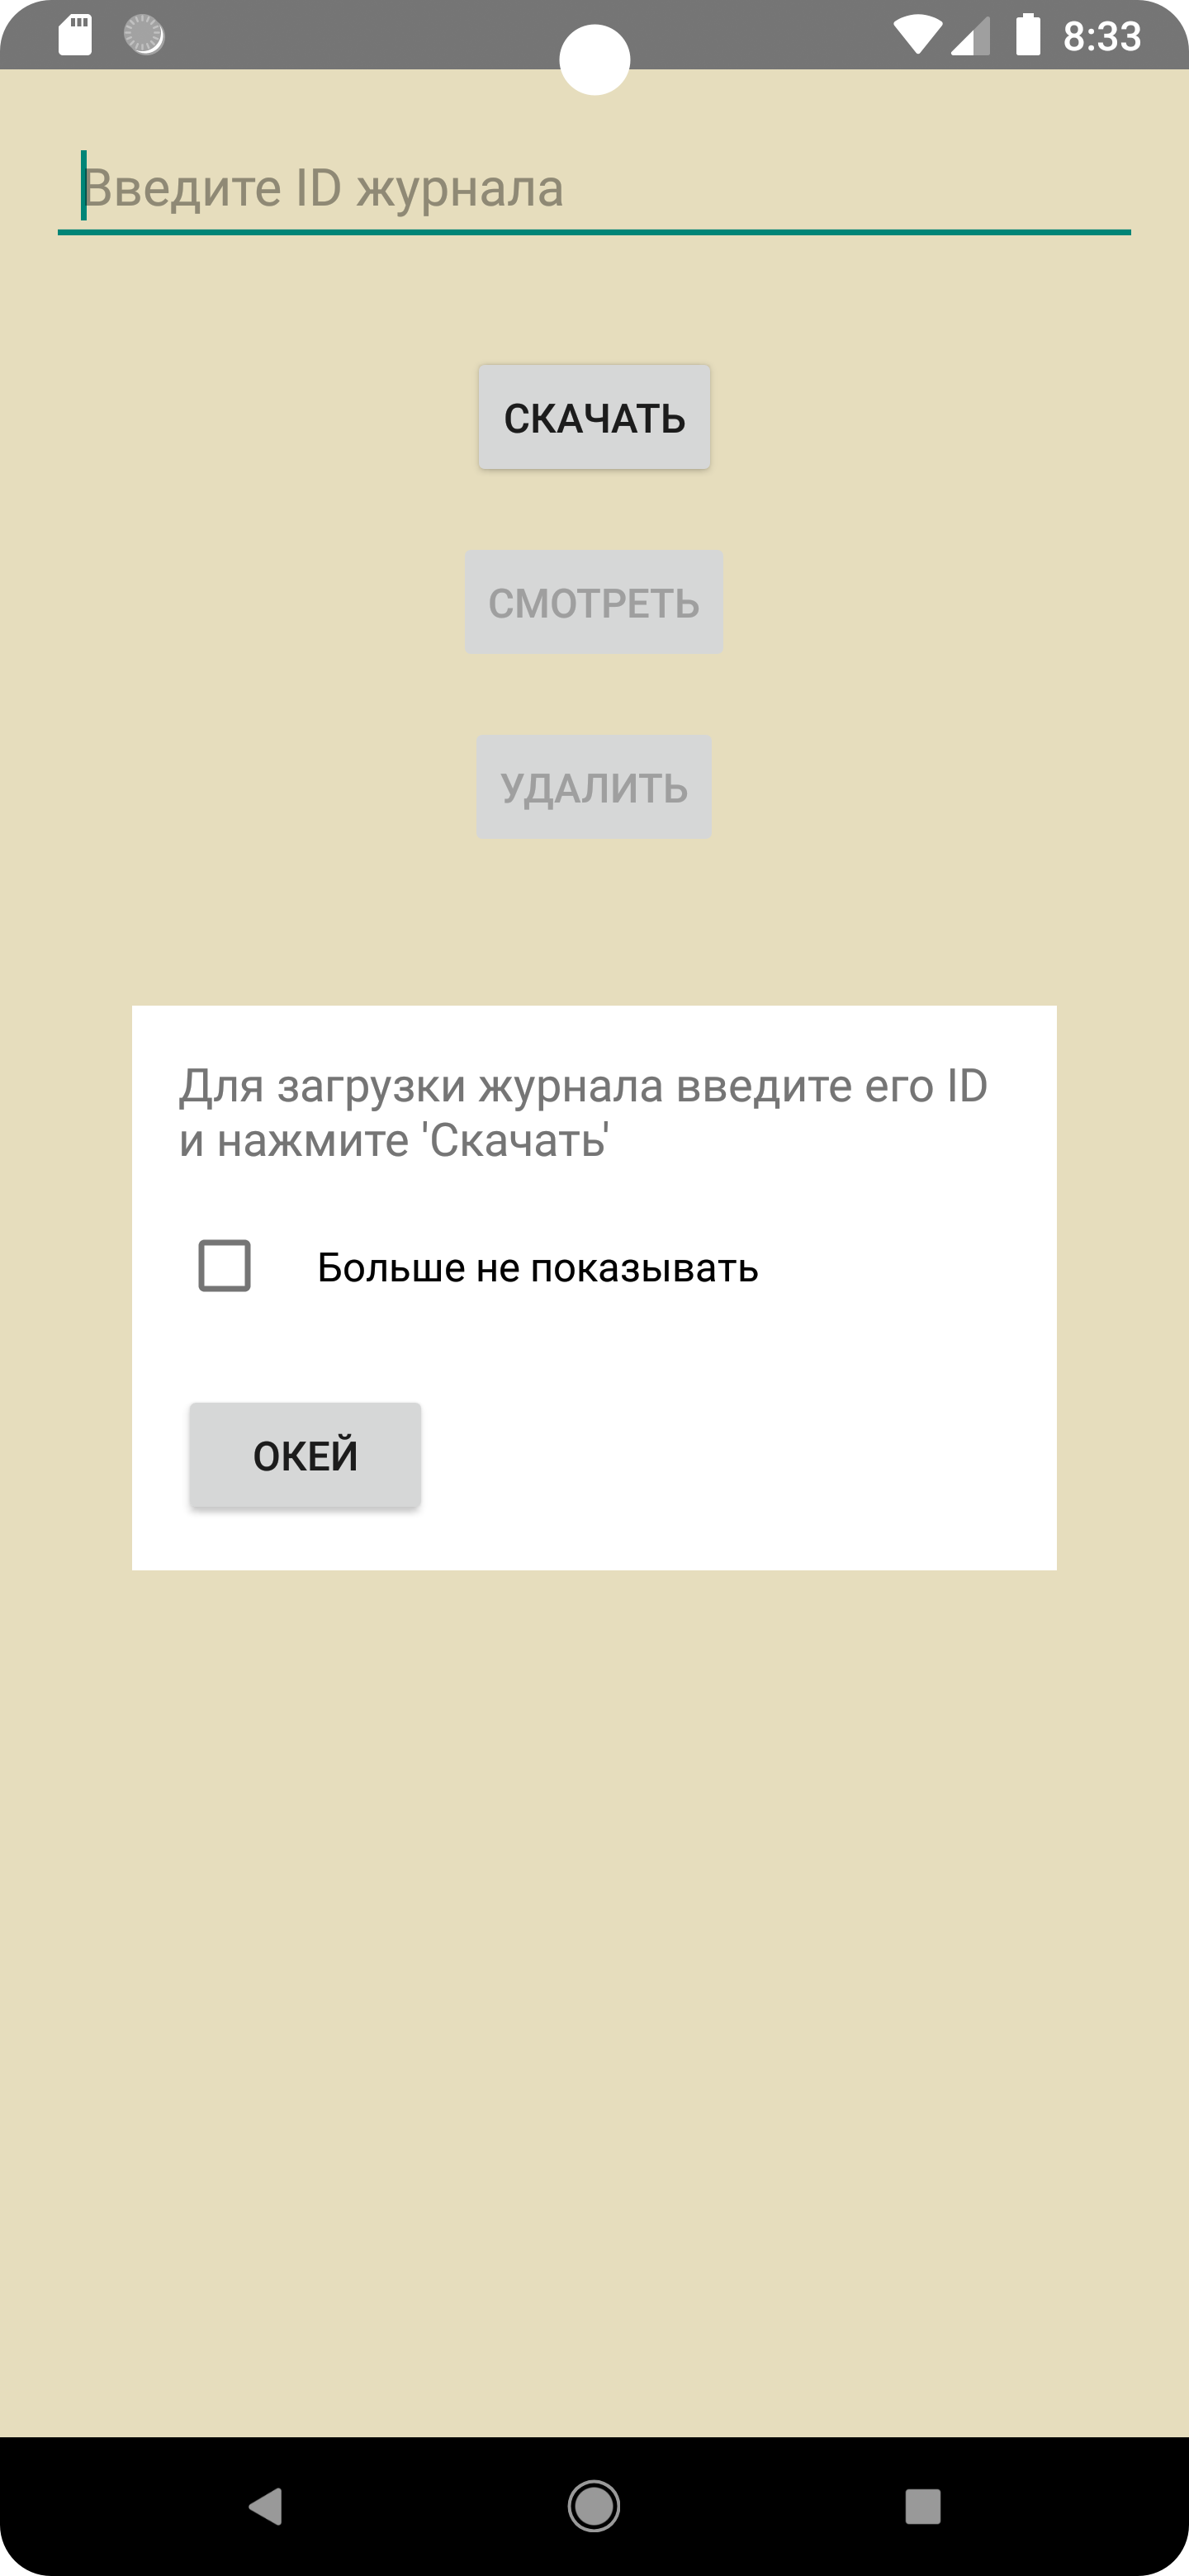 8:33
Введите ID журнала
СКАЧАТЬ
СМОТРЕТЬ
УДАЛИТЬ
Для загрузки журнала введите его ID
и нажмите 'Скачать'
Больше не показывать
ОКЕЙ